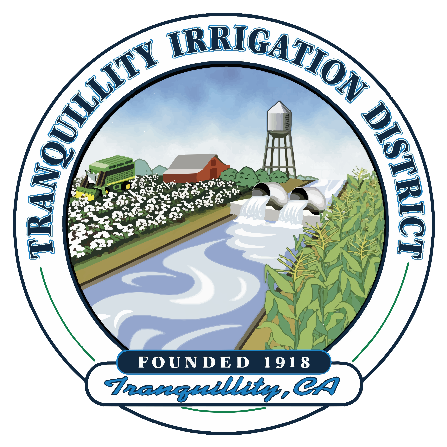 TRANQUILLITY IRRIGATION DISTRICT
FOUNDED 1918
Tranquillity, CA